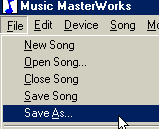 Music MasterWorks
File Edit Device Song M
New Song
Open Song...
Close Song
Save Song
Save As...